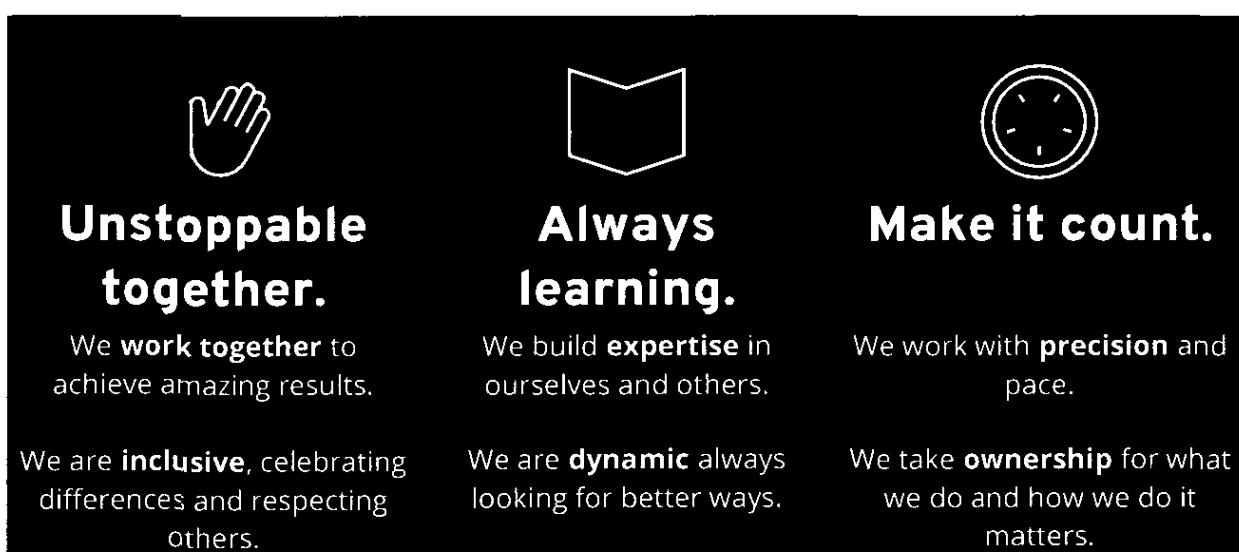 Unstoppable
together.
We work together to
achieve amazing results.
We are inclusive, celebrating
differences and respecting
others.
Always
learning.
We build expertise in
ourselves and others.
We are dynamic always
looking for better ways.
Make it count.
We work with precision and
pace.
We take ownership for what
we do and how we do it
matters.